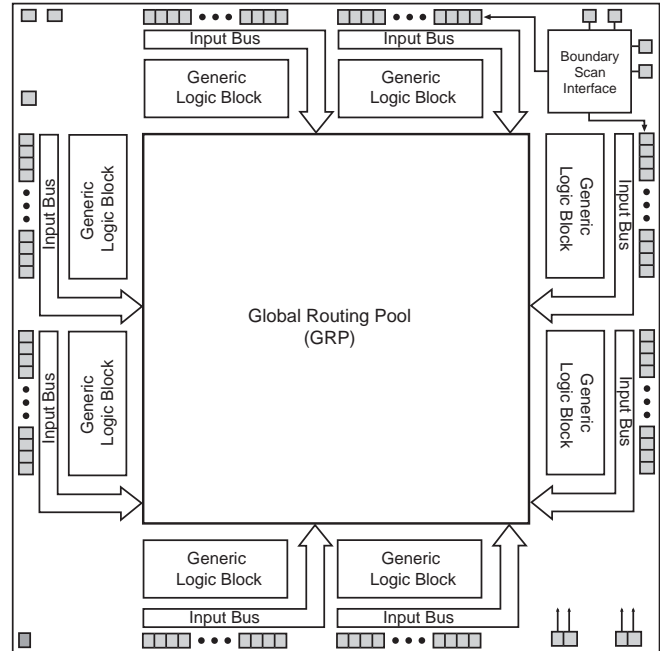 Input Bus
Input Bus
Generic
Logic Block
Generic
Logic Block
Boundary
Scan
Interface
Input Bus
Generic
Logic Block
Generic
Logic Block
Input Bus
Global Routing Pool
(GRP)
Input Bus
Generic
Logic Block
Generic
Logic Block
Input Bus
Generic
Logic Block
Generic
Logic Block
Input Bus
Input Bus